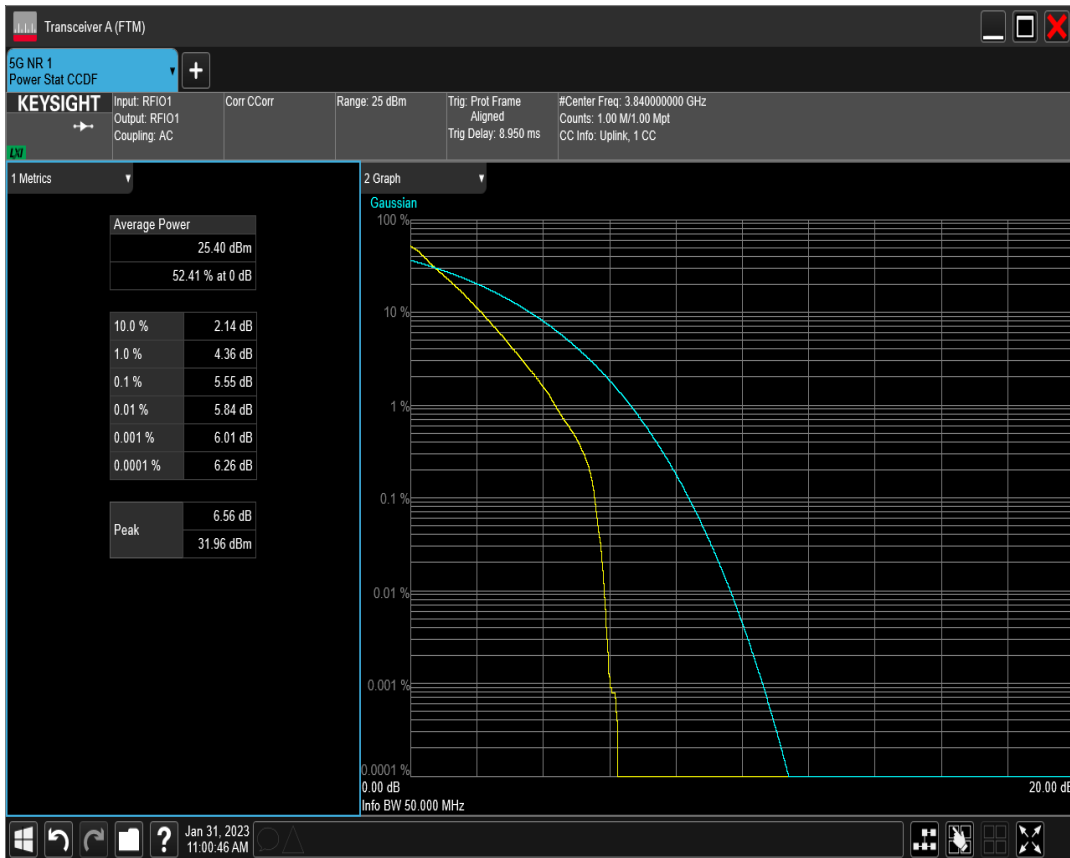 Transceiver A (FTM)
5G NR 1
Power Stat CCDF
+
KEYSIGHT
LXI
Input: RFIO1
Output: RFIO1
Coupling: AC
Corr CCorr
Range: 25 dBm
Trig: Prot Frame
Aligned
Trig Delay: 8.950 ms
#Center Freq: 3.840000000 GHz
Counts: 1.00 M/1.00 Mpt
CC Info: Uplink, 1 CC
1 Metrics
Average Power
25.40 dBm
52.41 % at 0 dB
10.0 % 2.14 dB
1.0 % 4.36 dB
0.1 % 5.55 dB
0.01 % 5.84 dB
0.001 % 6.01 dB
0.0001 % 6.26 dB
Peak
6.56 dB
31.96 dBm
2 Graph
Gaussian
100 %
10 %
1 %
0.1 %
0.01 %
0.001 %
0.0001 %
0.00 dB 20.00 dB
Info BW 50.000 MHz
?
Jan 31, 2023
11:00:46 AM